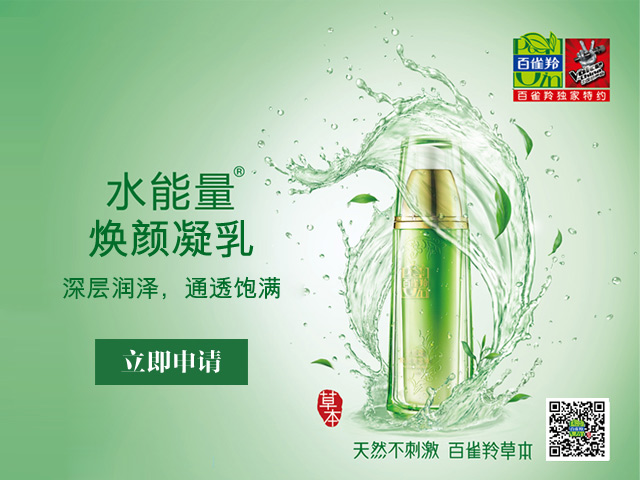 百雀羚
百雀羚独家特约
水能量®
焕颜凝乳
深层润泽，通透饱满
立即申请
草本
天然不刺激 百雀羚草本